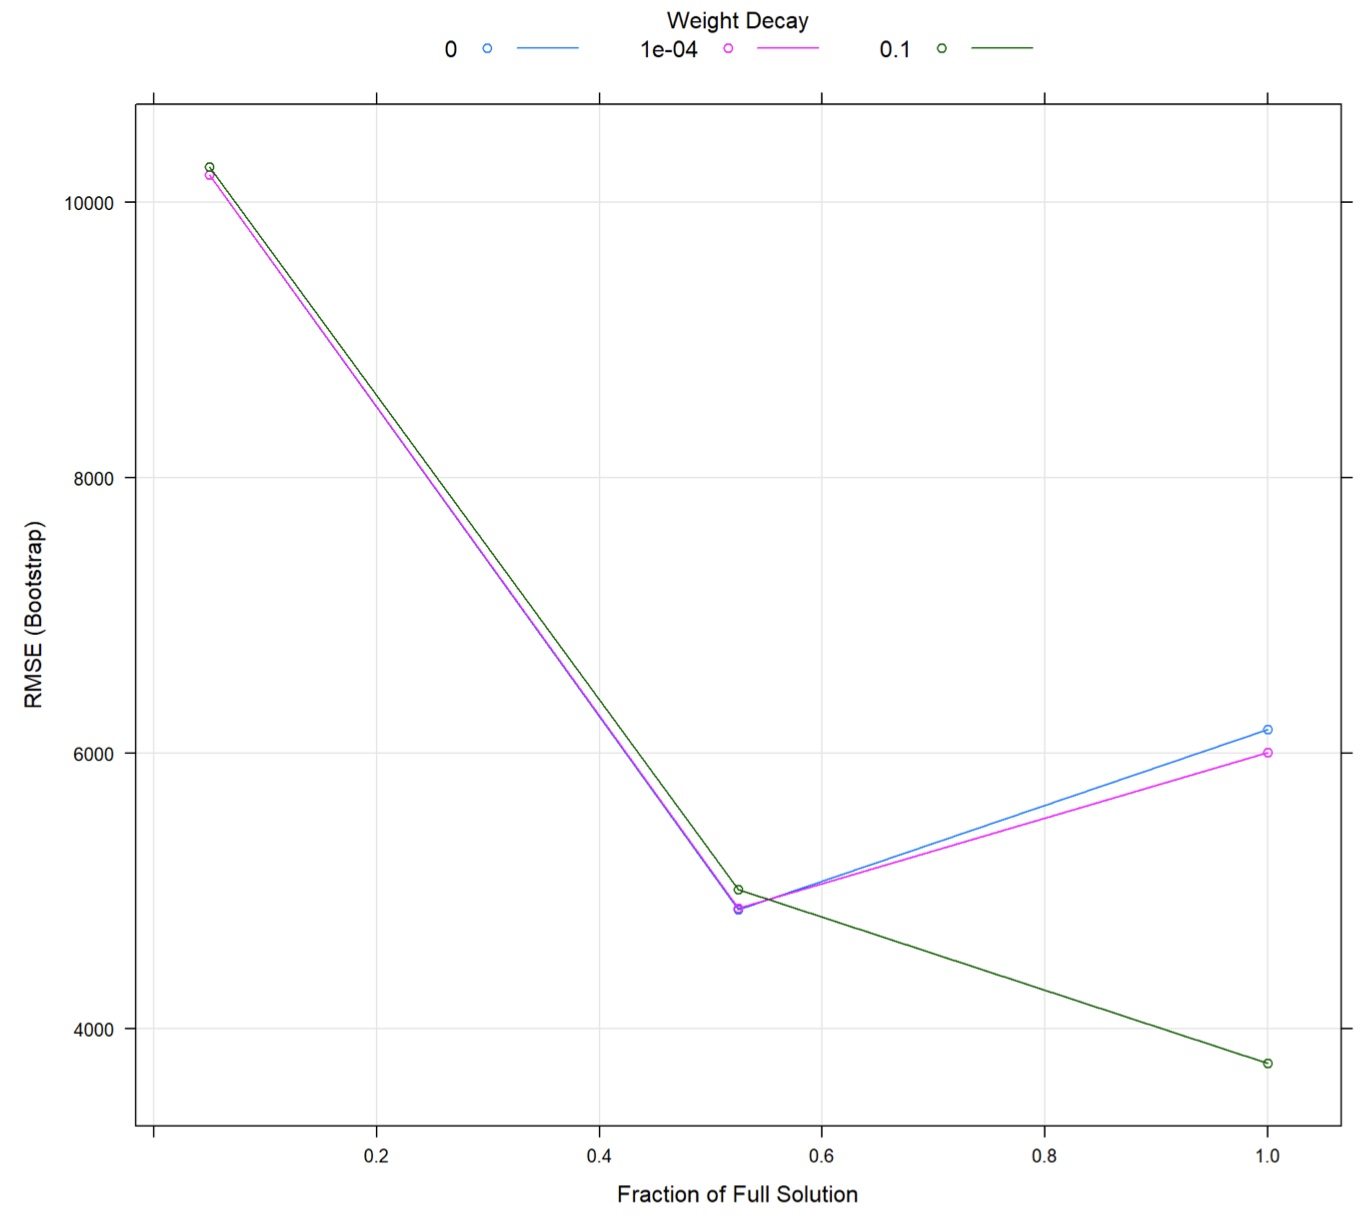 Weight Decay
0 1e-04 0.1
10000
8000
6000
4000
RMSE (Bootstrap)
0.2 0.4 0.6 0.8 1.0
Fraction of Full Solution